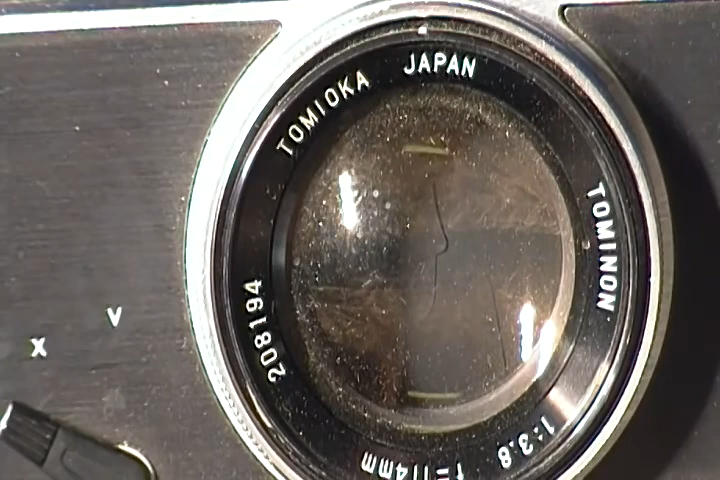 TOMIOKA JAPAN
TOMINON
1:3.8 f=114mm
208194
V
X